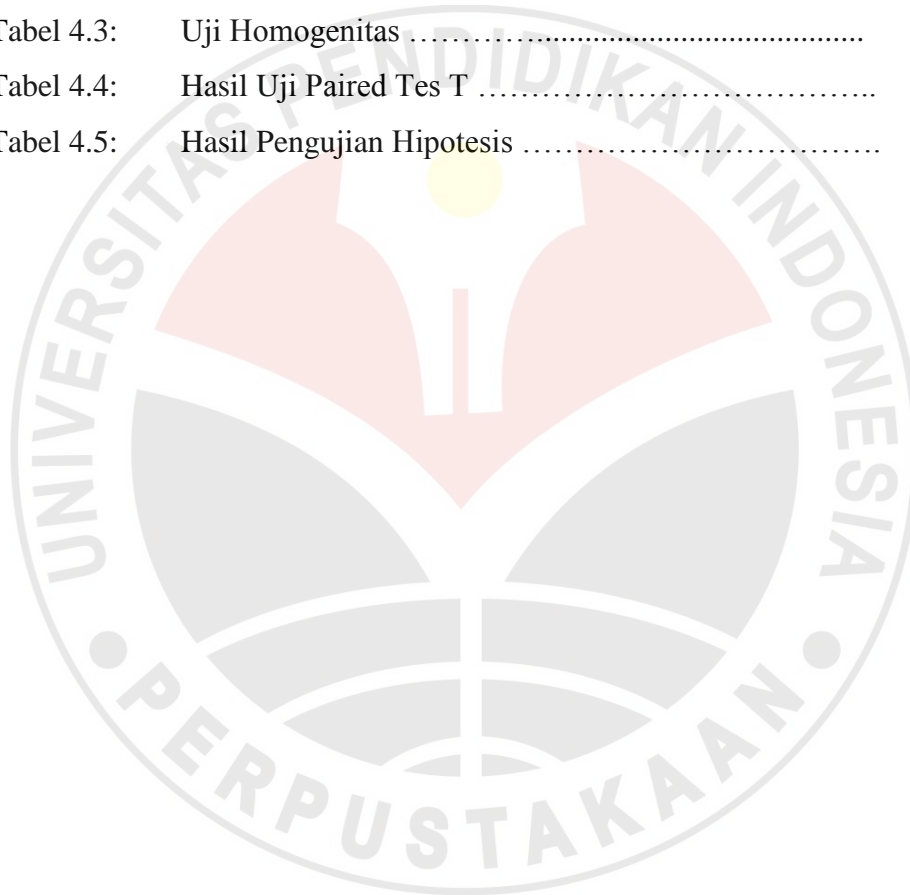 Tabel 4.3: Uji Homogenitas …………..........................................
Tabel 4.4: Hasil Uji Paired Tes T ………………………………..
Tabel 4.5: Hasil Pengujian Hipotesis …………………………….
UNIVERSITAS PENDIDIKAN INDONESIA
PERPUSTAKAAN